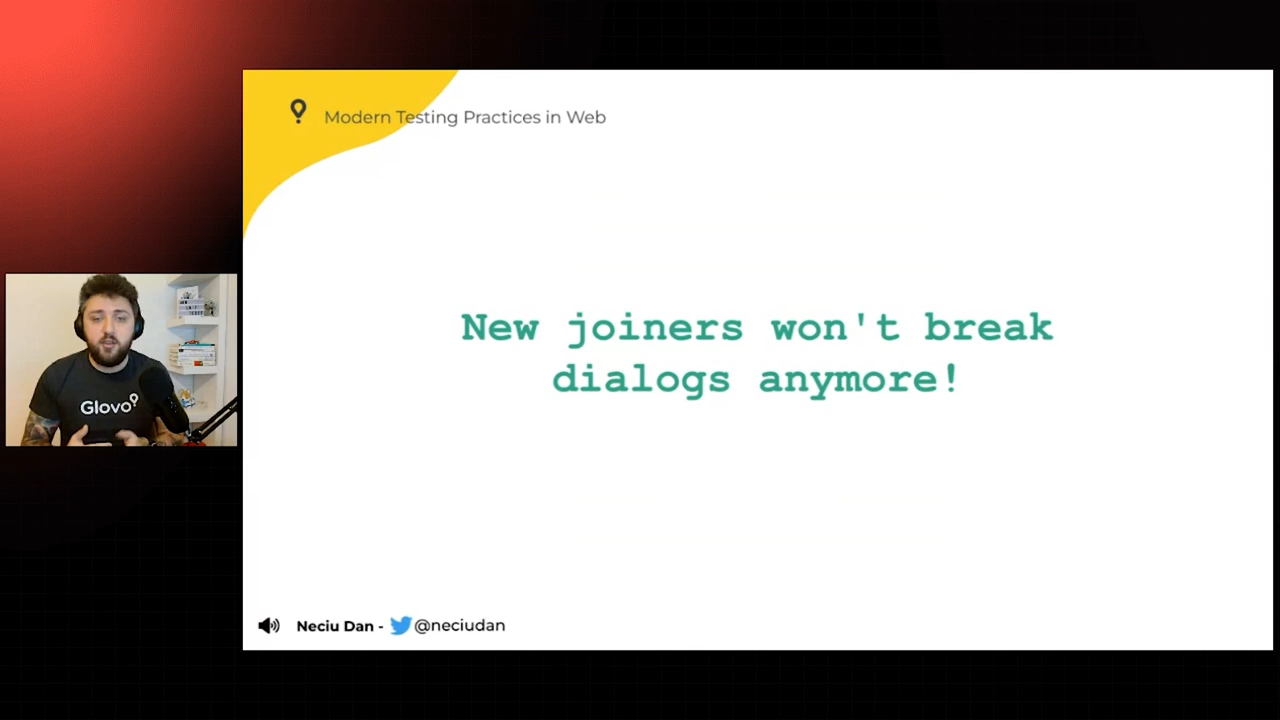 Modern Testing Practices in Web
New joiners won't break
dialogs anymore!
Glovo
Neciu Dan - @neciudan